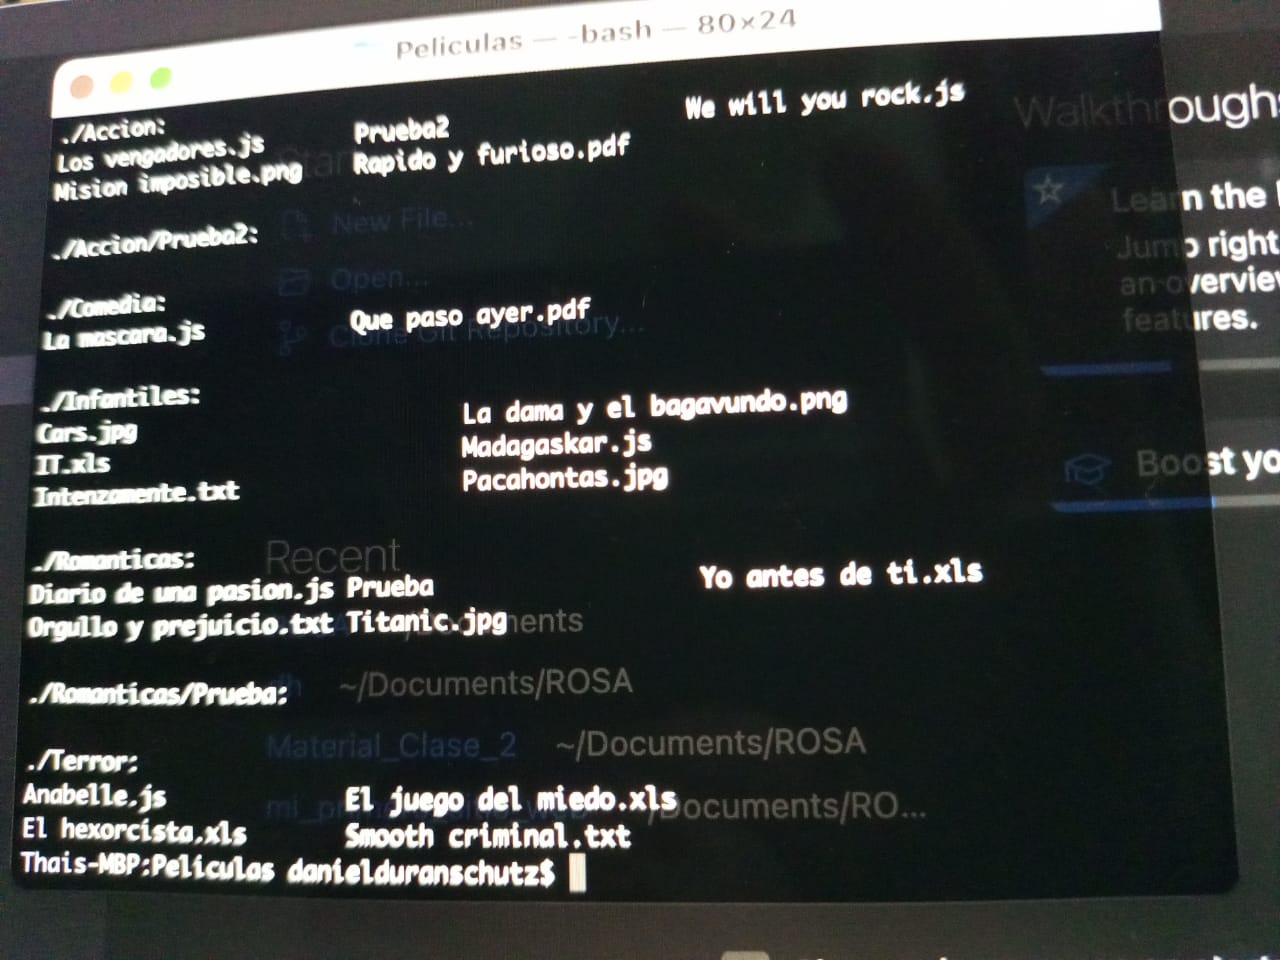 Peliculas — -bash — 80×24
./Accion:
Los vengadores.js Prueba2 We will you rock.js
Mision imposible.png Rapido y furioso.pdf
./Accion/Prueba2:
./Comedia:
La mascara.js Que paso ayer.pdf
./Infantiles:
Cars.jpg La dama y el bagavundo.png
IT.xls Madagaskar.js
Intenzamente.txt Pacahontas.jpg
./Romanticas:
Diario de una pasion.js Prueba Yo antes de ti.xls
Orgullo y prejuicio.txt Titanic.jpg
./Romanticas/Prueba:
./Terror:
Anabelle.js El juego del miedo.xls
El hexorcista.xls Smooth criminal.txt
Thais-MBP:Peliculas danielduranschutz$
New File...
Open...
Clone Git Repository...
Recent
~/Documents/ROSA
Material_Clase_2 ~/Documents/ROSA
Documents/RO...
Walkthroughs
Learn the
Jump right
an overview
features.
Boost yo